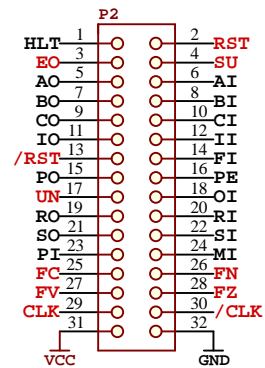 P2
HLT 1 2 RST
EO 3 4 SU
AO 5 6 AI
BO 7 8 BI
CO 9 10 CI
IO 11 12 II
/RST 13 14 FI
PO 15 16 PE
UN 17 18 OI
RO 19 20 RI
SO 21 22 SI
PI 23 24 MI
FC 25 26 FN
FV 27 28 FZ
CLK 29 30 /CLK
31 32
VCC GND